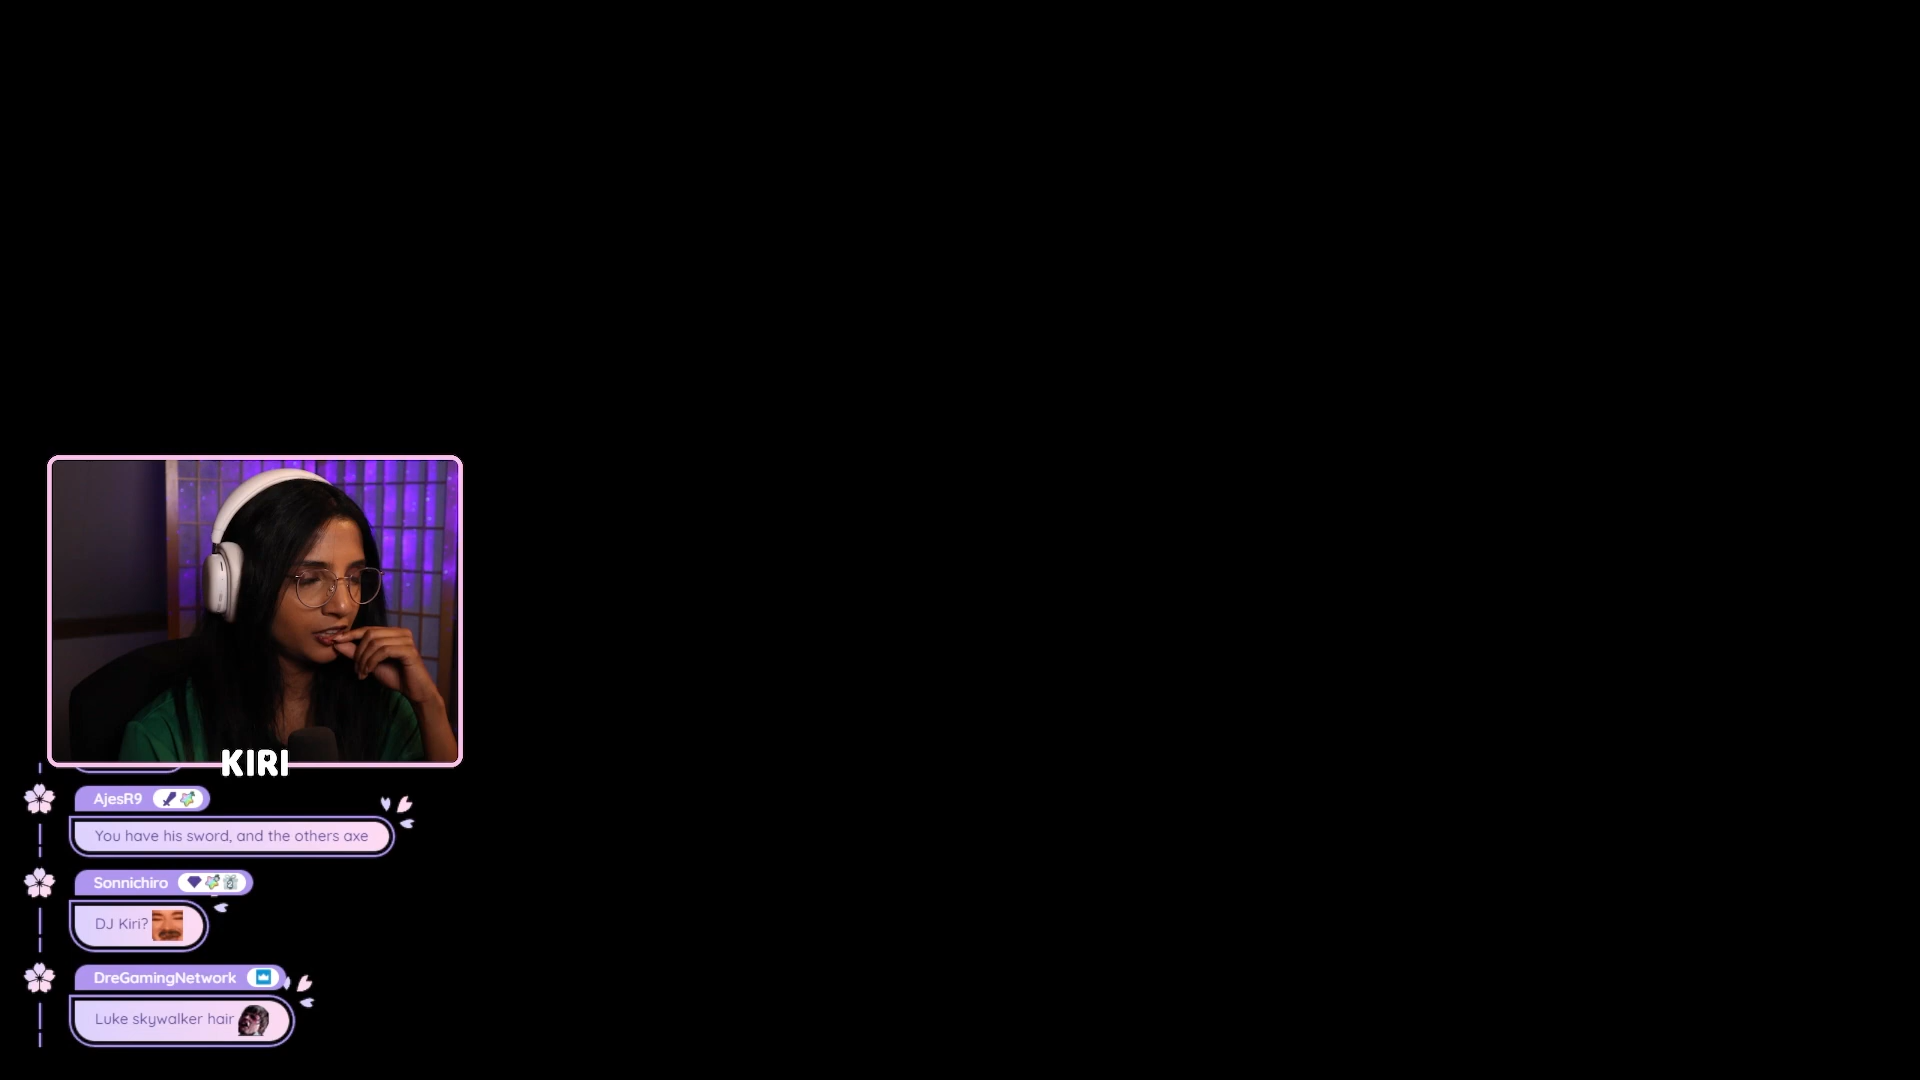 KIRI
AjesR9
You have his sword, and the others axe
Sonnichiro
DJ Kiri?
DreGamingNetwork
Luke skywalker hair